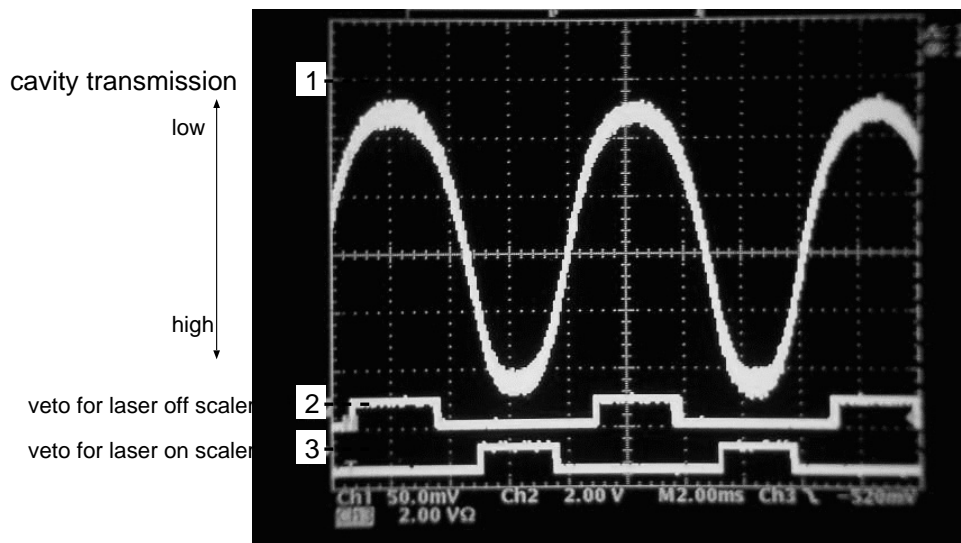 cavity transmission
1
low
high
veto for laser off scaler
2
veto for laser on scaler
3
Ch1 50.0mV Ch2 2.00 V M2.00ms Ch3 -520mV
Ch3 2.00 VΩ